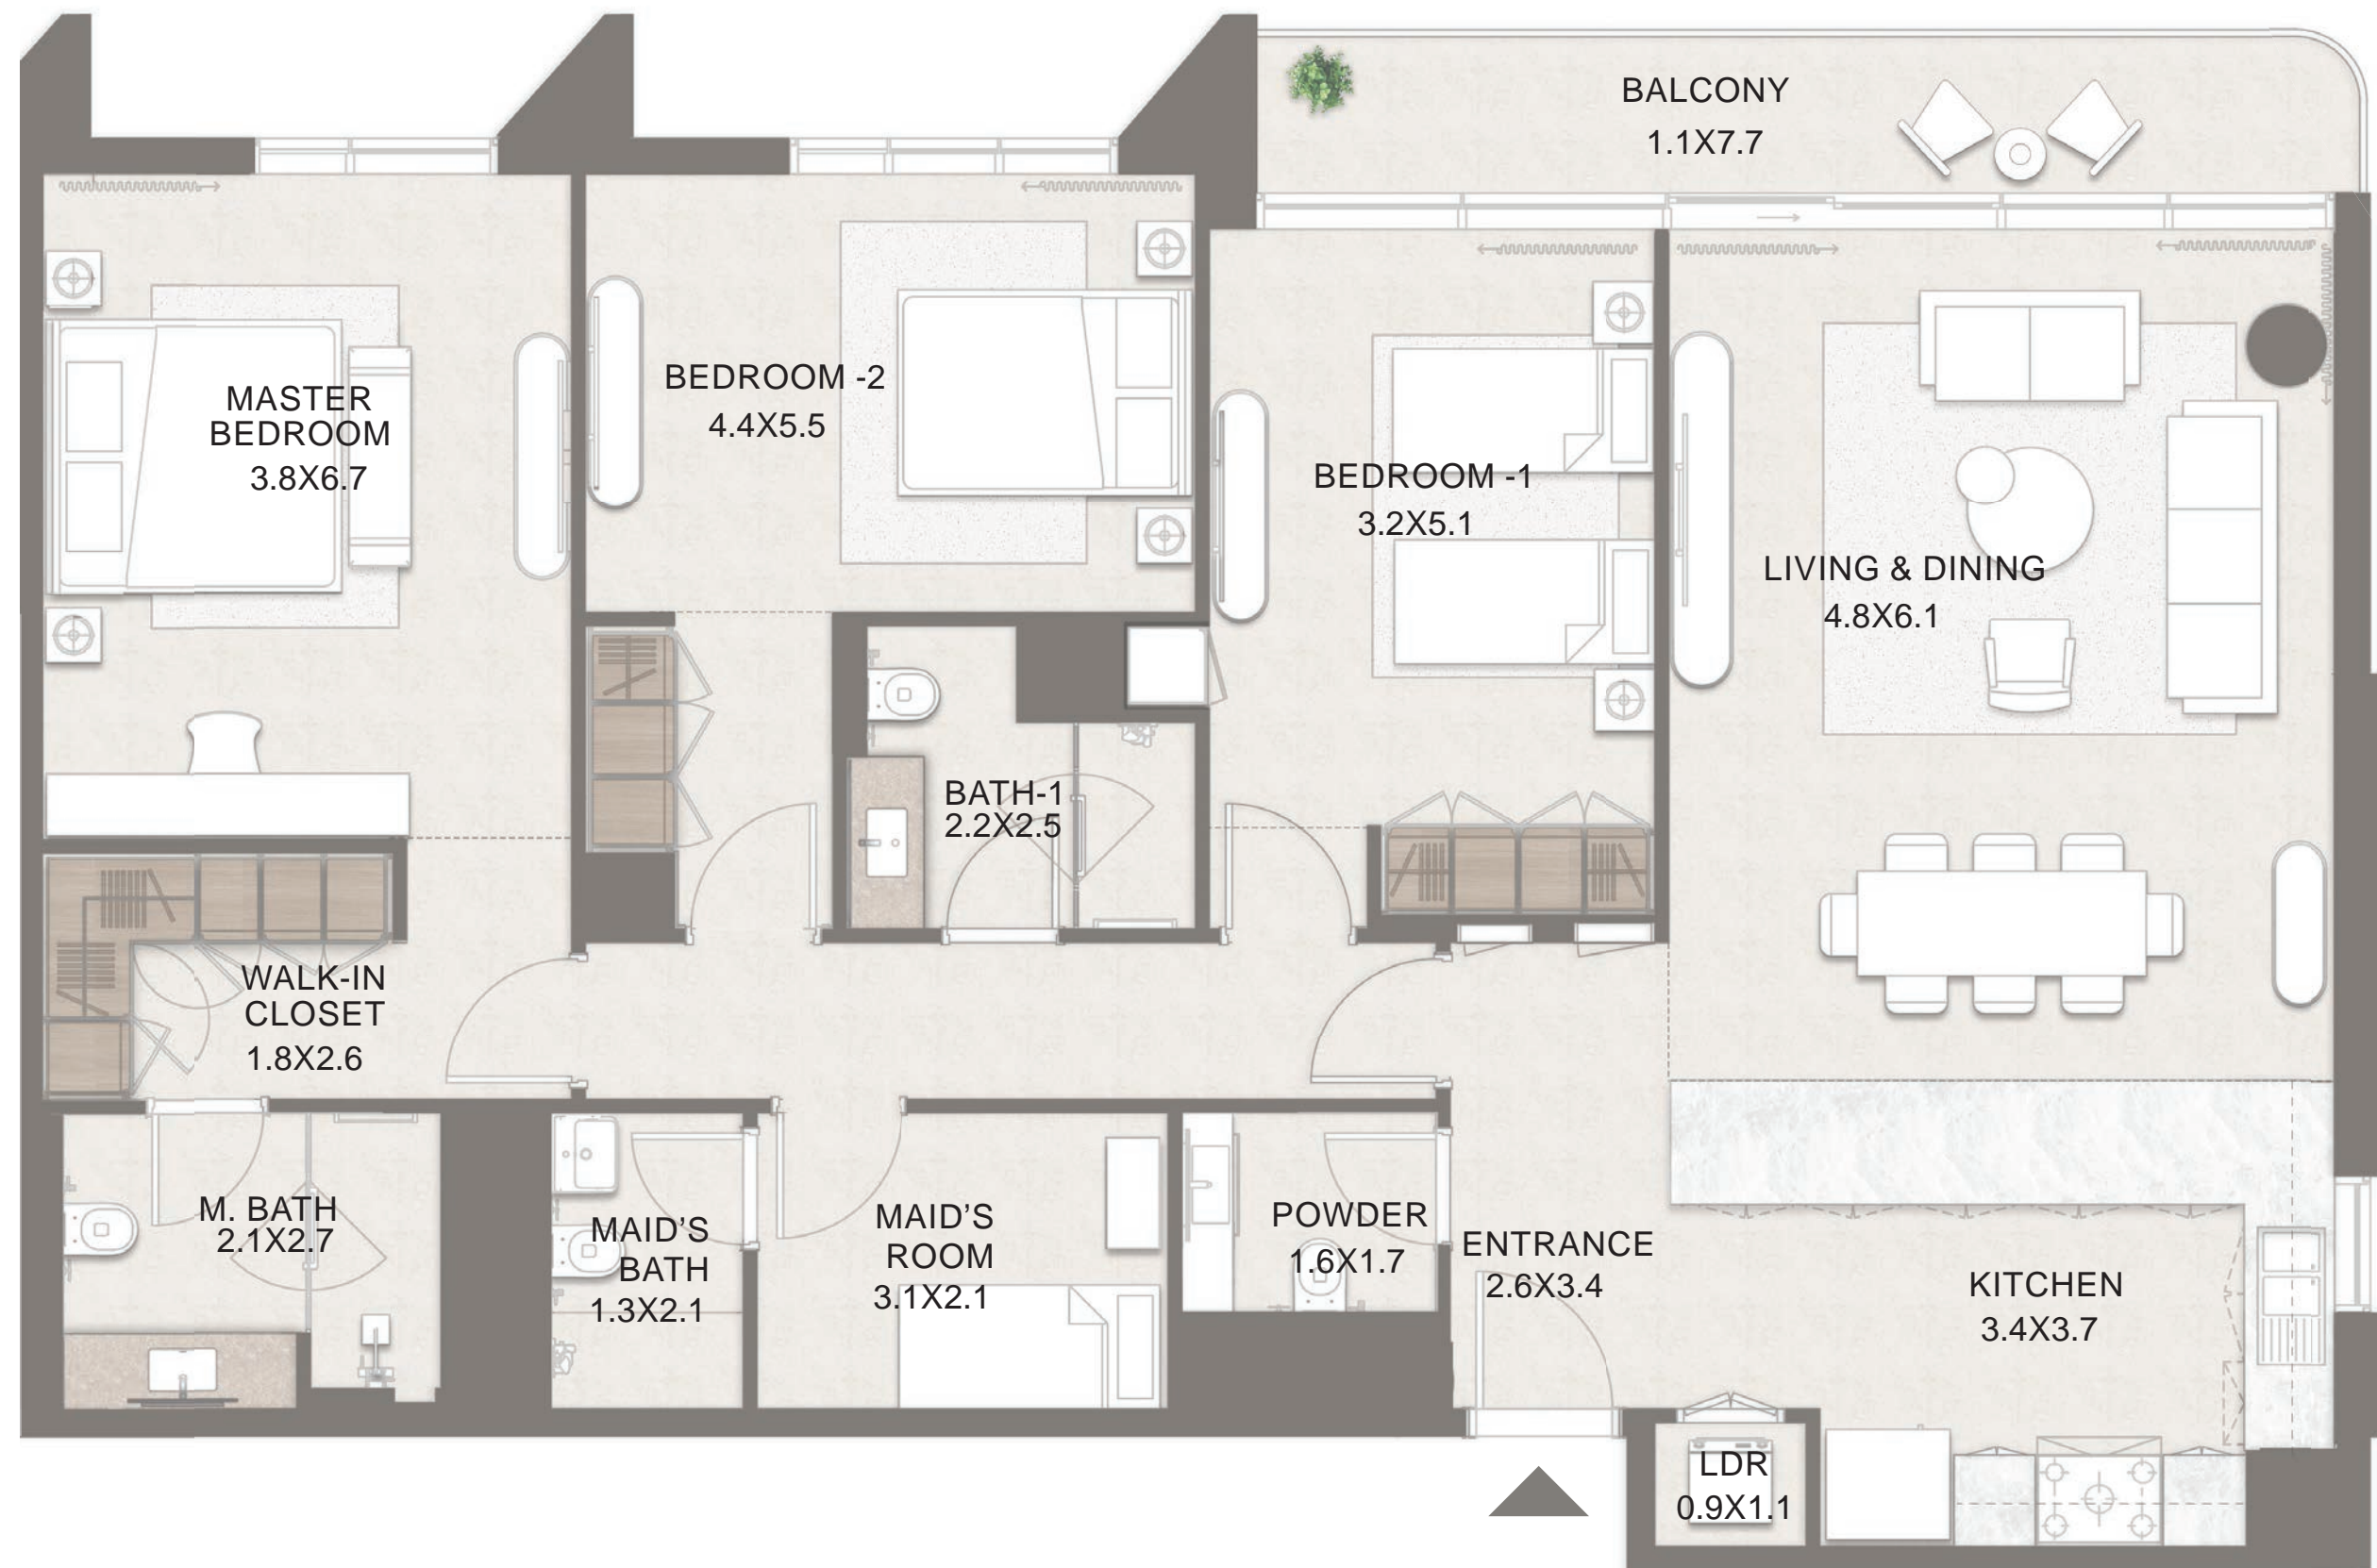 BALCONY
1.1X7.7
MASTER
BEDROOM
3.8X6.7
BEDROOM -2
4.4X5.5
BEDROOM -1
3.2X5.1
LIVING & DINING
4.8X6.1
BATH-1
2.2X2.5
WALK-IN
CLOSET
1.8X2.6
M. BATH
2.1X2.7
MAID’S
BATH
1.3X2.1
MAID’S
ROOM
3.1X2.1
POWDER
1.6X1.7
ENTRANCE
2.6X3.4
KITCHEN
3.4X3.7
LDR
0.9X1.1